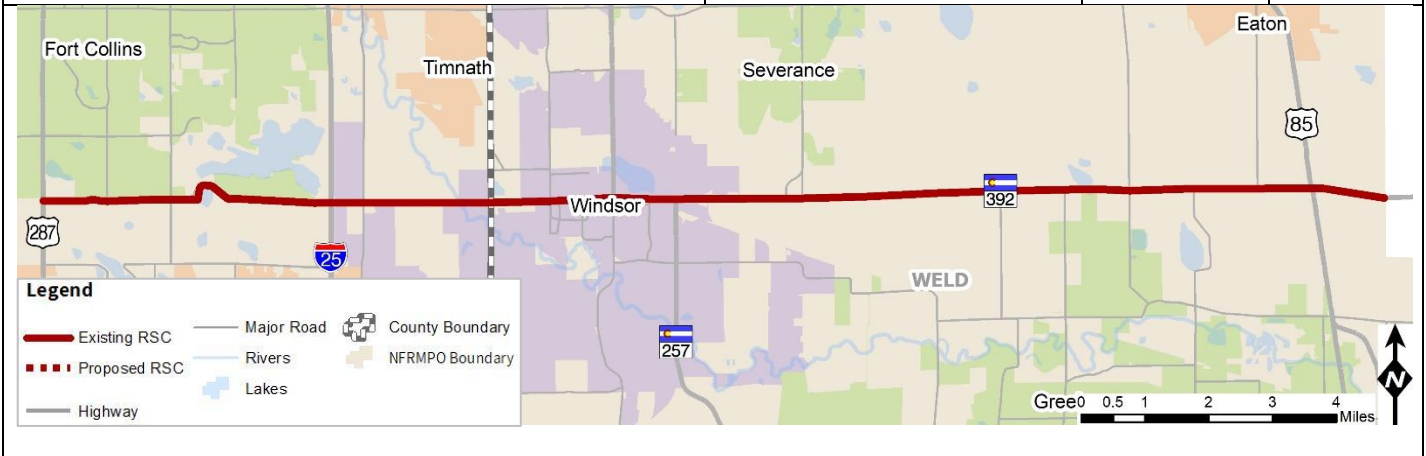 Fort Collins
Timnath
Severance
Eaton
85
392
Windsor
287
25
WELD
257
Legend
Existing RSC
Proposed RSC
Highway
Major Road
Rivers
Lakes
County Boundary
NFRMPO Boundary
Gree
0 0.5 1 2 3 4
Miles
N